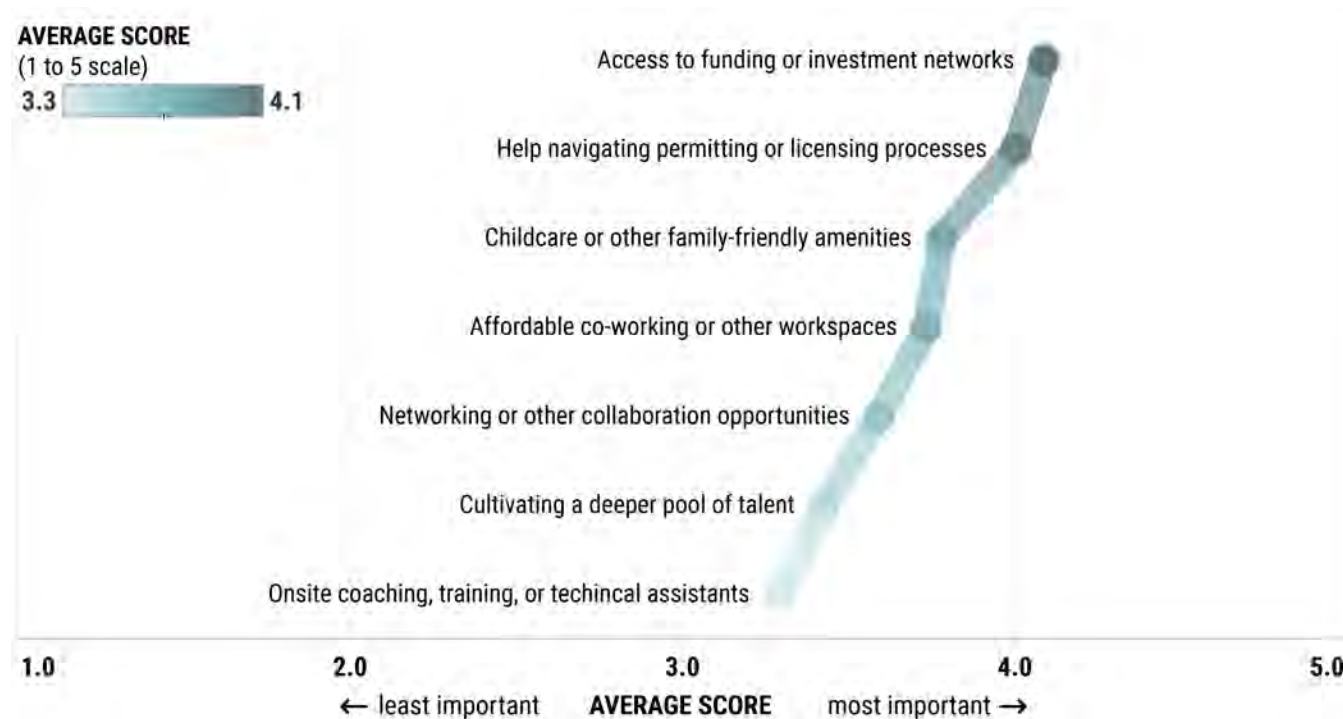 AVERAGE SCORE
(1 to 5 scale)
3.3 4.1
Access to funding or investment networks
Help navigating permitting or licensing processes
Childcare or other family-friendly amenities
Affordable co-working or other workspaces
Networking or other collaboration opportunities
Cultivating a deeper pool of talent
Onsite coaching, training, or techincal assistants
1.0 2.0 3.0 4.0 5.0
← least important AVERAGE SCORE most important →